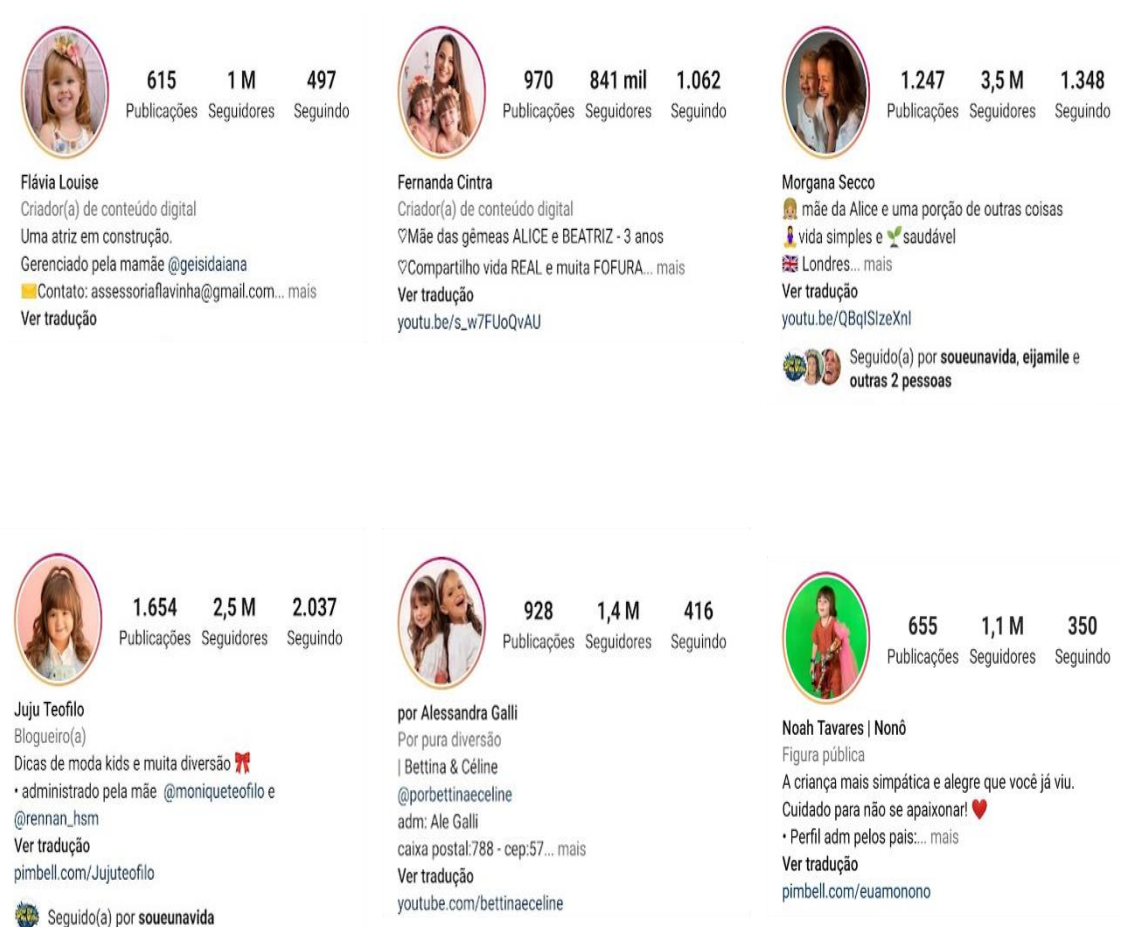 615 1 M 497
Publicações Seguidores Seguindo
Flávia Louise
Criador(a) de conteúdo digital
Uma atriz em construção.
Gerenciado pela mamãe @geisidaiana
Contato: assessoriaflavinha@gmail.com... mais
Ver tradução
970 841 mil 1.062
Publicações Seguidores Seguindo
Fernanda Cintra
Criador(a) de conteúdo digital
♡Mãe das gêmeas ALICE e BEATRIZ - 3 anos
♡Compartilho vida REAL e muita FOFURA... mais
Ver tradução
youtu.be/s_w7FUoQvAU
1.247 3,5 M 1.348
Publicações Seguidores Seguindo
Morgana Secco
👧🏼 mãe da Alice e uma porção de outras coisas
🧘‍♀️ vida simples e 🌱 saudável
🇬🇧 Londres... mais
Ver tradução
youtu.be/QBqISIzeXnI
Seguido(a) por soueunavida, eijamile e
outras 2 pessoas
1.654 2,5 M 2.037
Publicações Seguidores Seguindo
Juju Teofilo
Blogueiro(a)
Dicas de moda kids e muita diversão 🎀
• administrado pela mãe @moniqueteofilo e
@rennan_hsm
Ver tradução
pimbell.com/Jujuteofilo
Seguido(a) por soueunavida
928 1,4 M 416
Publicações Seguidores Seguindo
por Alessandra Galli
Por pura diversão
| Bettina & Céline
@porbettinaeceline
adm: Ale Galli
caixa postal:788 - cep:57... mais
Ver tradução
youtube.com/bettinaeceline
655 1,1 M 350
Publicações Seguidores Seguindo
Noah Tavares | Nonô
Figura pública
A criança mais simpática e alegre que você já viu.
Cuidado para não se apaixonar! ❤️
• Perfil adm pelos pais:... mais
Ver tradução
pimbell.com/euamonono